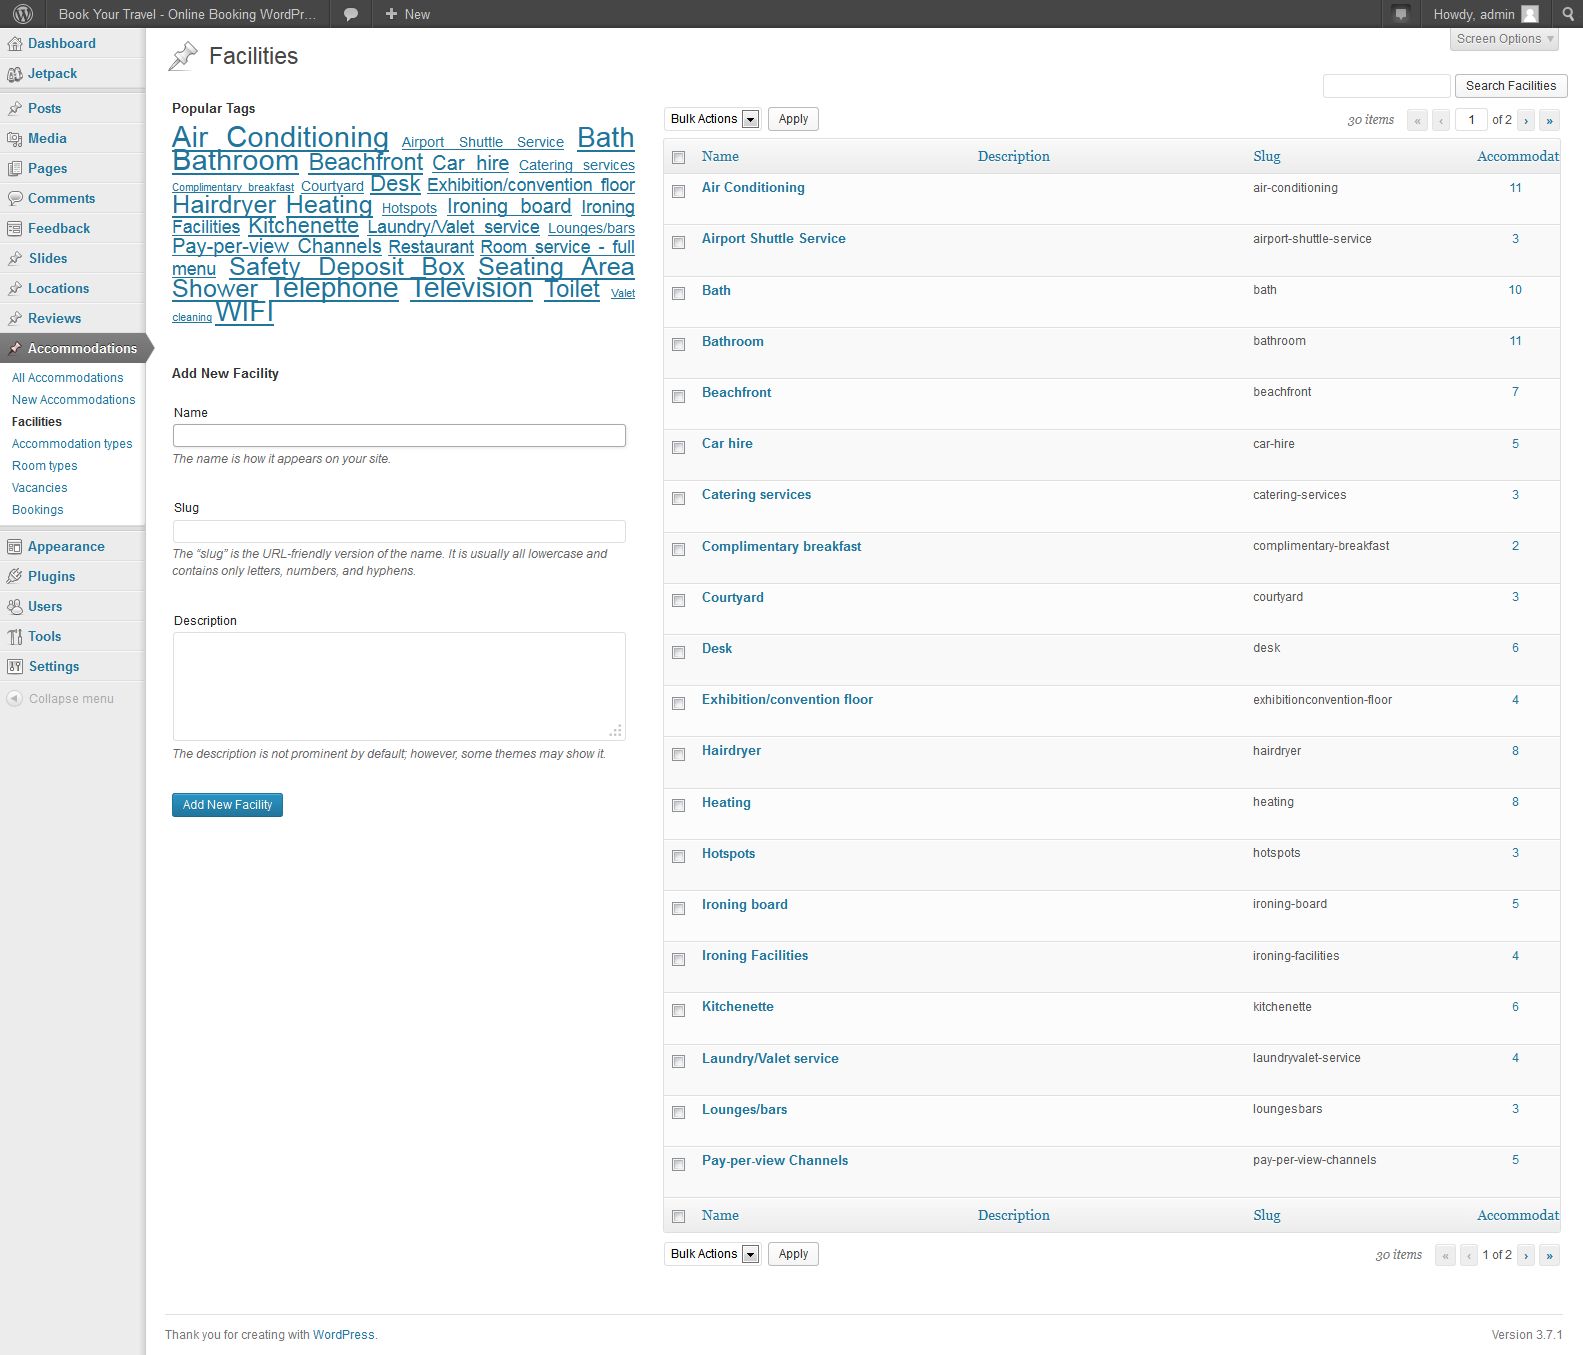 Book Your Travel - Online Booking WordPr...
New
Howdy, admin
Dashboard
Jetpack
Posts
Media
Pages
Comments
Feedback
Slides
Locations
Reviews
Accommodations
All Accommodations
New Accommodations
Facilities
Accommodation types
Room types
Vacancies
Bookings
Appearance
Plugins
Users
Tools
Settings
Collapse menu
Screen Options
Facilities
Search Facilities
Popular Tags
Air Conditioning Airport Shuttle Service Bath
Bathroom Beachfront Car hire Catering services
Complimentary breakfast Courtyard Desk Exhibition/convention floor
Hairdryer Heating Hotspots Ironing board Ironing
Facilities Kitchenette Laundry/Valet service Lounges/bars
Pay-per-view Channels Restaurant Room service - full
menu Safety Deposit Box Seating Area
Shower Telephone Television Toilet Valet
cleaning WIFI
Add New Facility
Name
The name is how it appears on your site.
Slug
The “slug” is the URL-friendly version of the name. It is usually all lowercase and
contains only letters, numbers, and hyphens.
Description
The description is not prominent by default; however, some themes may show it.
Add New Facility
Bulk Actions Apply 30 items « ‹ 1 of 2 › »
Name Description Slug Accommodat
Air Conditioning air-conditioning 11
Airport Shuttle Service airport-shuttle-service 3
Bath bath 10
Bathroom bathroom 11
Beachfront beachfront 7
Car hire car-hire 5
Catering services catering-services 3
Complimentary breakfast complimentary-breakfast 2
Courtyard courtyard 3
Desk desk 6
Exhibition/convention floor exhibitionconvention-floor 4
Hairdryer hairdryer 8
Heating heating 8
Hotspots hotspots 3
Ironing board ironing-board 5
Ironing Facilities ironing-facilities 4
Kitchenette kitchenette 6
Laundry/Valet service laundryvalet-service 4
Lounges/bars loungesbars 3
Pay-per-view Channels pay-per-view-channels 5
Name Description Slug Accommodat
Bulk Actions Apply 30 items « ‹ 1 of 2 › »
Thank you for creating with WordPress.
Version 3.7.1